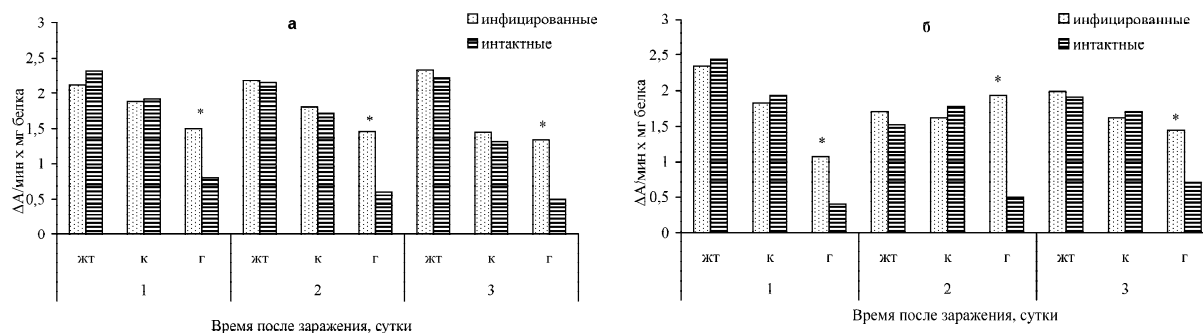 а
инфицированные
интактные
ΔА/мин х мг белка
3
2,5
2
1,5
1
0,5
0
*
*
*
жт к г жт к г жт к г
1 2 3
Время после заражения, сутки
б
инфицированные
интактные
ΔА/мин х мг белка
3
2,5
2
1,5
1
0,5
0
*
*
*
жт к г жт к г жт к г
1 2 3
Время после заражения, сутки